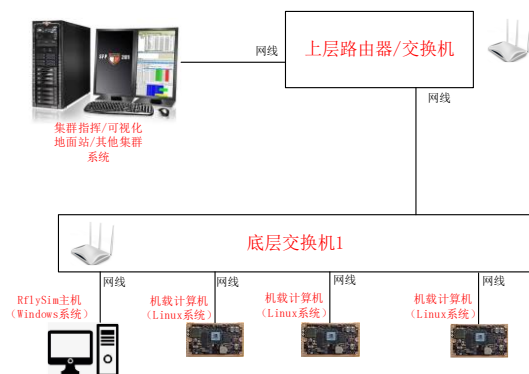 上层路由器/交换机
网线
网线
集群指挥/可视化
地面站/其他集群
系统
底层交换机1
网线
网线
网线
网线
RflySim主机
（Windows系统）
机载计算机
（Linux系统）
机载计算机
（Linux系统）
机载计算机
（Linux系统）